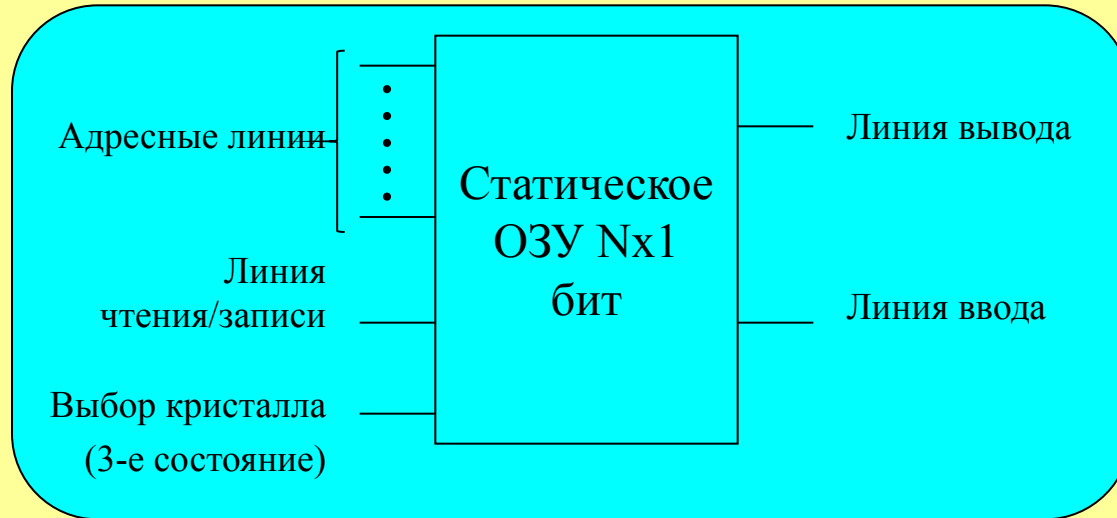 Адресные линии
Линия
чтения/записи
Выбор кристалла
(3-е состояние)
Статическое
ОЗУ Nx1
бит
Линия вывода
Линия ввода